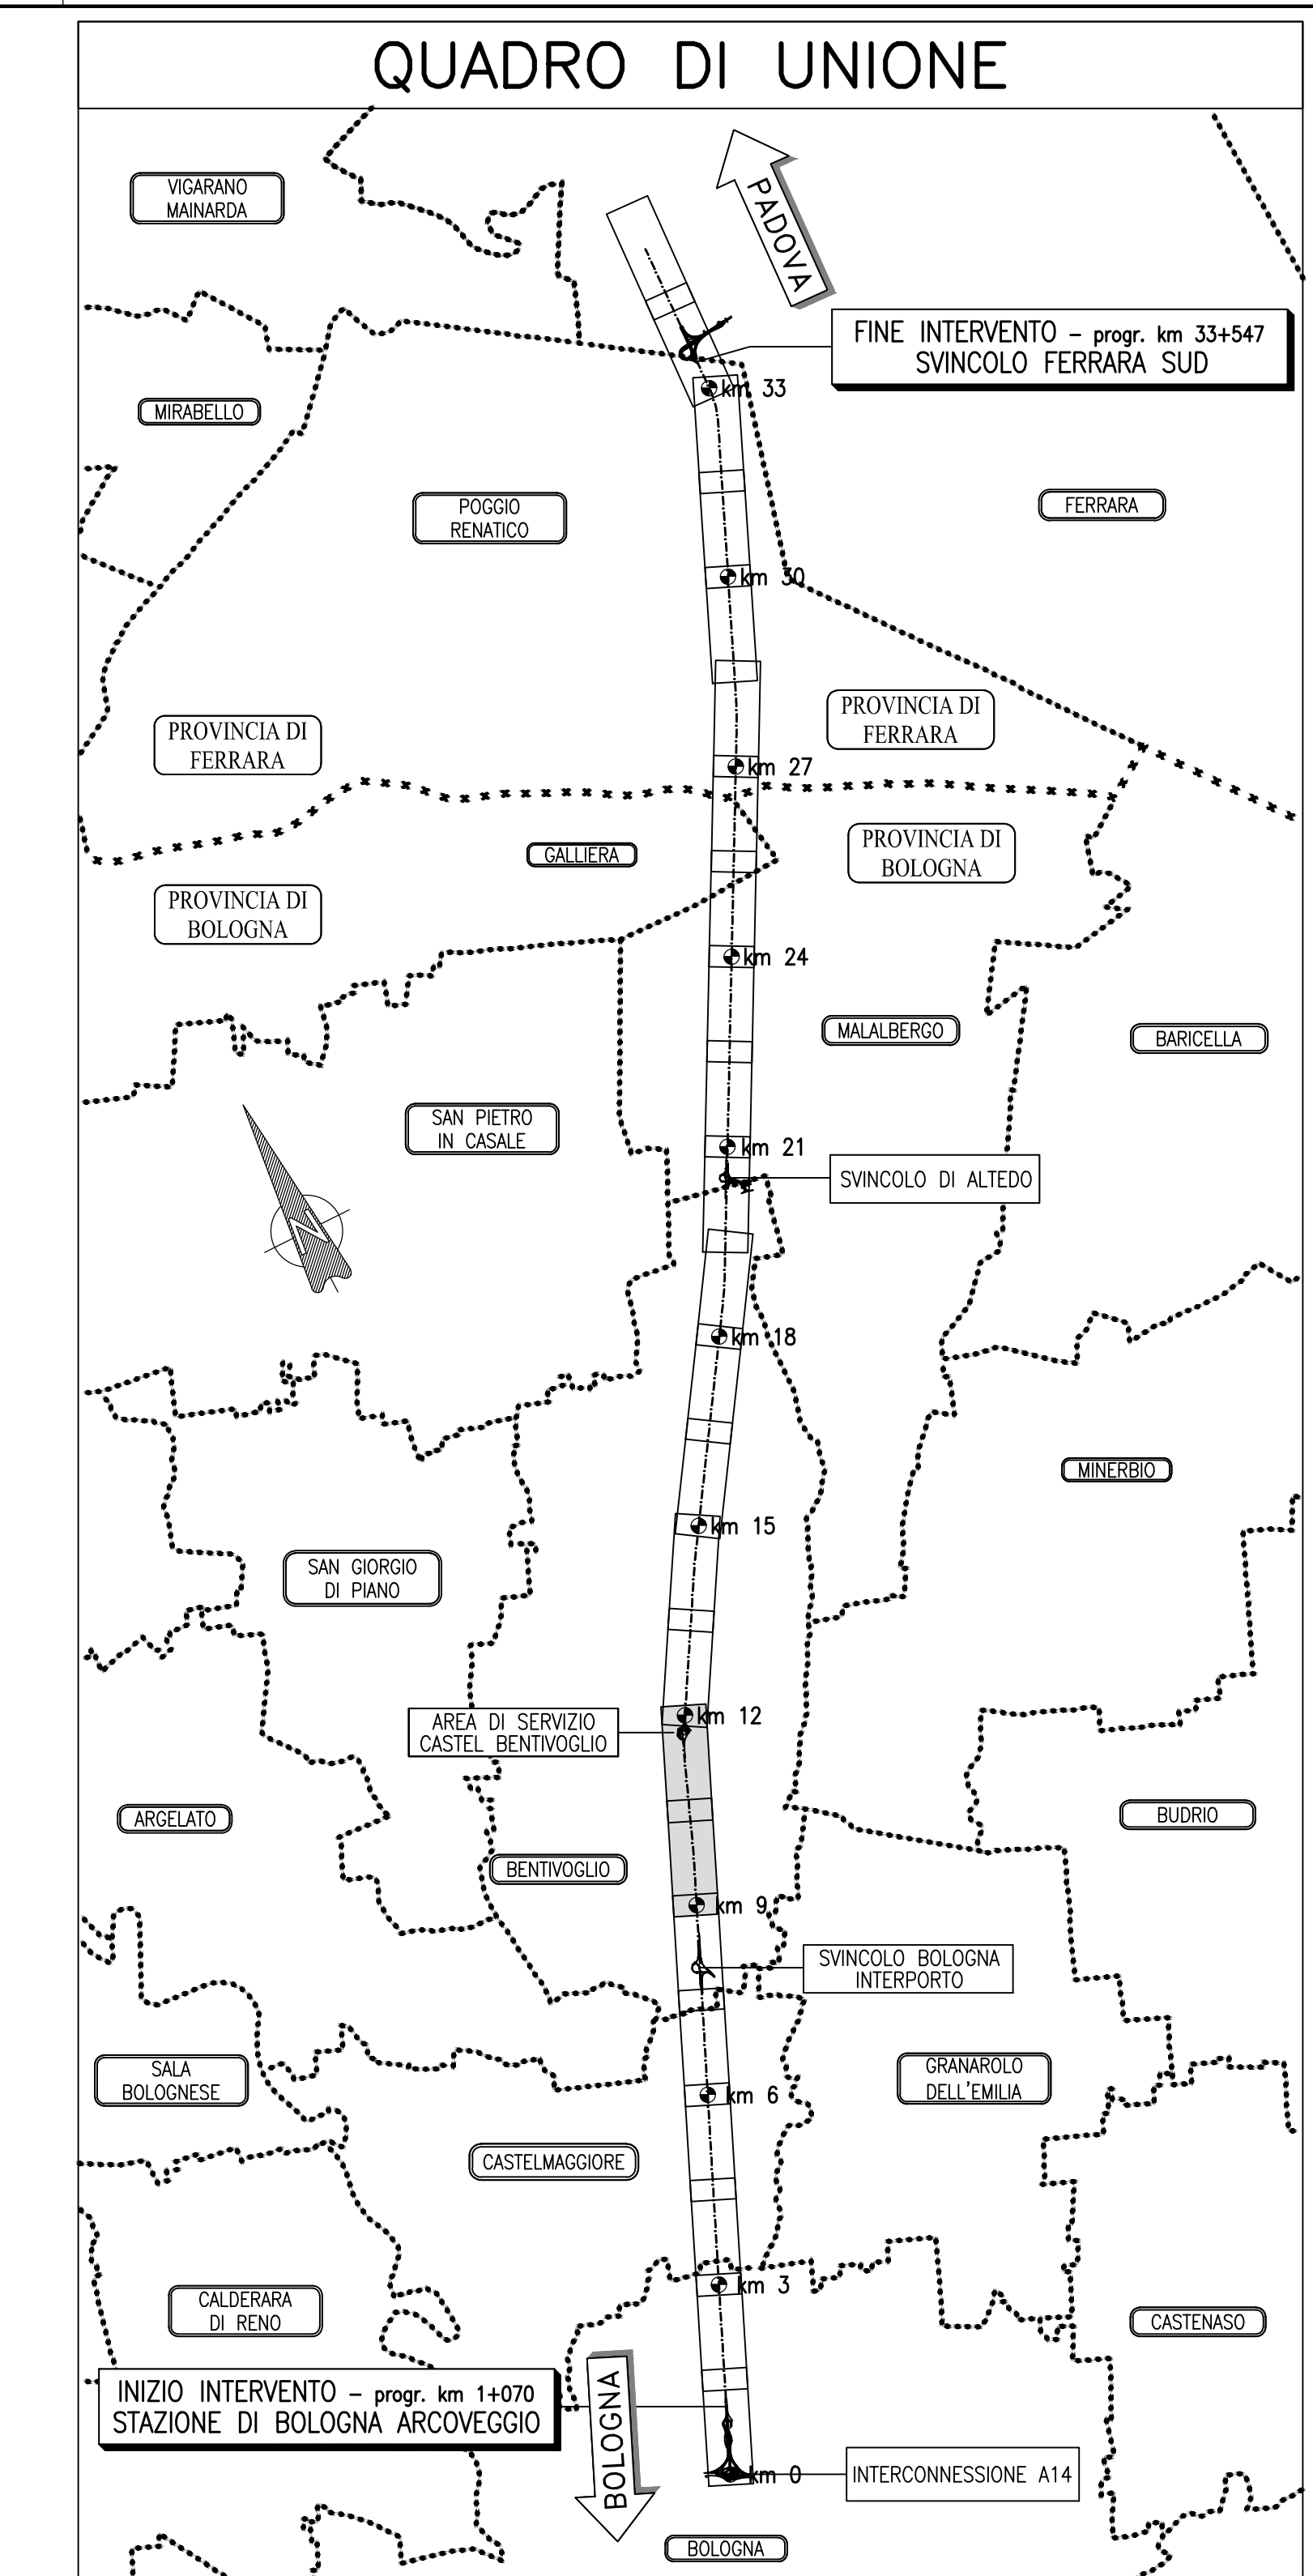 QUADRO DI UNIONE
VIGARANO
MAINARDA
PADOVA
FINE INTERVENTO – progr. km 33+547
SVINCOLO FERRARA SUD
km 33
MIRABELLO
POGGIO
RENATICO
FERRARA
km 30
PROVINCIA DI
FERRARA
PROVINCIA DI
FERRARA
km 27
GALLIERA
PROVINCIA DI
BOLOGNA
PROVINCIA DI
BOLOGNA
km 24
MALALBERGO
BARICELLA
SAN PIETRO
IN CASALE
km 21
SVINCOLO DI ALTEDO
N
km 18
MINERBIO
km 15
SAN GIORGIO
DI PIANO
km 12
AREA DI SERVIZIO
CASTEL BENTIVOGLIO
ARGELATO
BUDRIO
BENTIVOGLIO
km 9
SVINCOLO BOLOGNA
INTERPORTO
SALA
BOLOGNESE
GRANAROLO
DELL'EMILIA
km 6
CASTELMAGGIORE
km 3
CALDERARA
DI RENO
CASTENASO
INIZIO INTERVENTO – progr. km 1+070
STAZIONE DI BOLOGNA ARCOVEGGIO
BOLOGNA
km 0
INTERCONNESSIONE A14
BOLOGNA